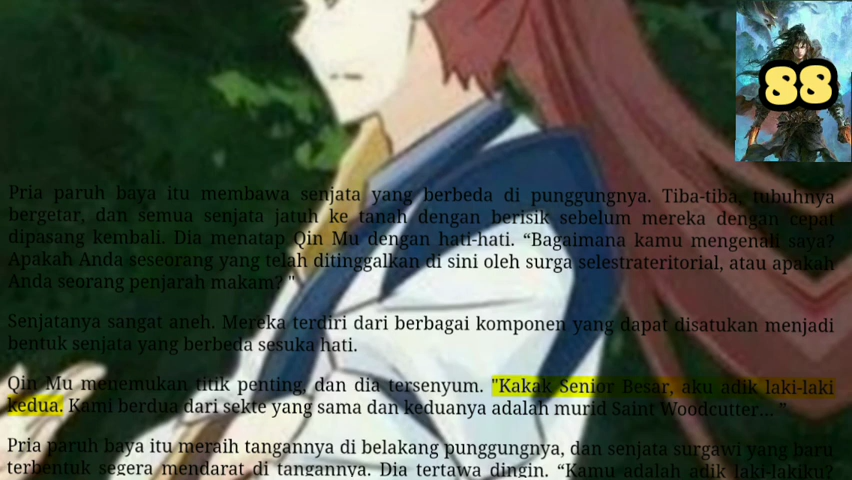 88
Pria paruh baya itu membawa senjata yang berbeda di punggungnya. Tiba-tiba, tubuhnya
bergetar, dan semua senjata jatuh ke tanah dengan berisik sebelum mereka dengan cepat
dipasang kembali. Dia menatap Qin Mu dengan hati-hati. “Bagaimana kamu mengenali saya?
Apakah Anda seseorang yang telah ditinggalkan di sini oleh surga selestrateritorial, atau apakah
Anda seorang penjarah makam? "
Senjatanya sangat aneh. Mereka terdiri dari berbagai komponen yang dapat disatukan menjadi
bentuk senjata yang berbeda sesuka hati.
Qin Mu menemukan titik penting, dan dia tersenyum. "Kakak Senior Besar, aku adik laki-laki
kedua. Kami berdua dari sekte yang sama dan keduanya adalah murid Saint Woodcutter... ”
Pria paruh baya itu meraih tangannya di belakang punggungnya, dan senjata surgawi yang baru
terbentuk segera mendarat di tangannya. Dia tertawa dingin. “Kamu adalah adik laki-lakiku?